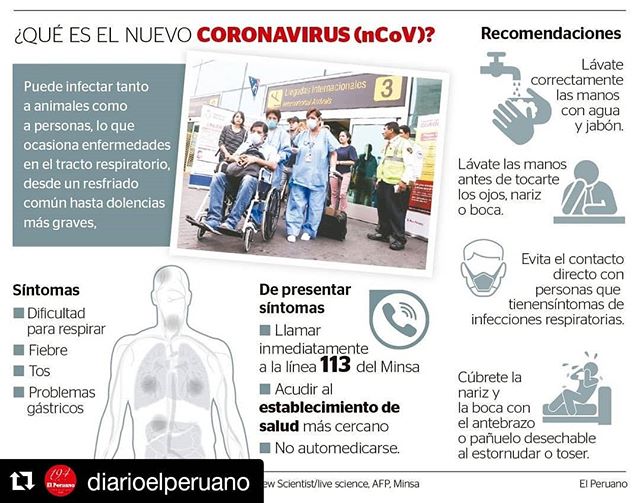 ¿QUÉ ES EL NUEVO CORONAVIRUS (nCoV)?
Puede infectar tanto
a animales como
a personas, lo que
ocasiona enfermedades
en el tracto respiratorio,
desde un resfriado
común hasta dolencias
más graves,
Llegadas Internacionales
International Arrivals
3
Síntomas
Dificultad
para respirar
Fiebre
Tos
Problemas
gástricos
De presentar
síntomas
Llamar
inmediatamente
a la línea 113 del Minsa
Acudir al
establecimiento de
salud más cercano
No automedicarse.
Recomendaciones
Lávate
correctamente
las manos
con agua
y jabón.
Lávate las manos
antes de tocarte
los ojos, nariz
o boca.
Evita el contacto
directo con
personas que
tienensíntomas de
infecciones respiratorias.
Cúbrete la
nariz y
la boca con
el antebrazo
o pañuelo desechable
al estornudar o toser.
194
El Peruano
diarioelperuano
ew Scientist/live science, AFP, Minsa
El Peruano